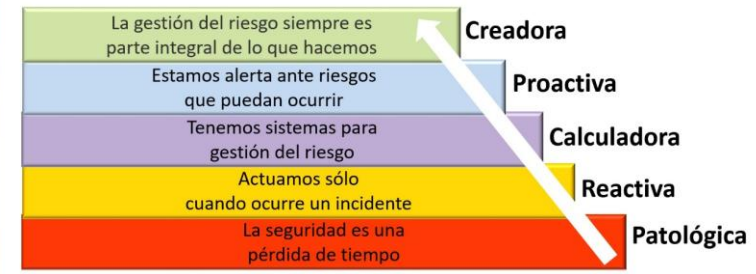 La gestión del riesgo siempre es
parte integral de lo que hacemos
Creadora
Estamos alerta ante riesgos
que puedan ocurrir
Proactiva
Tenemos sistemas para
gestión del riesgo
Calculadora
Actuamos sólo
cuando ocurre un incidente
Reactiva
La seguridad es una
pérdida de tiempo
Patológica